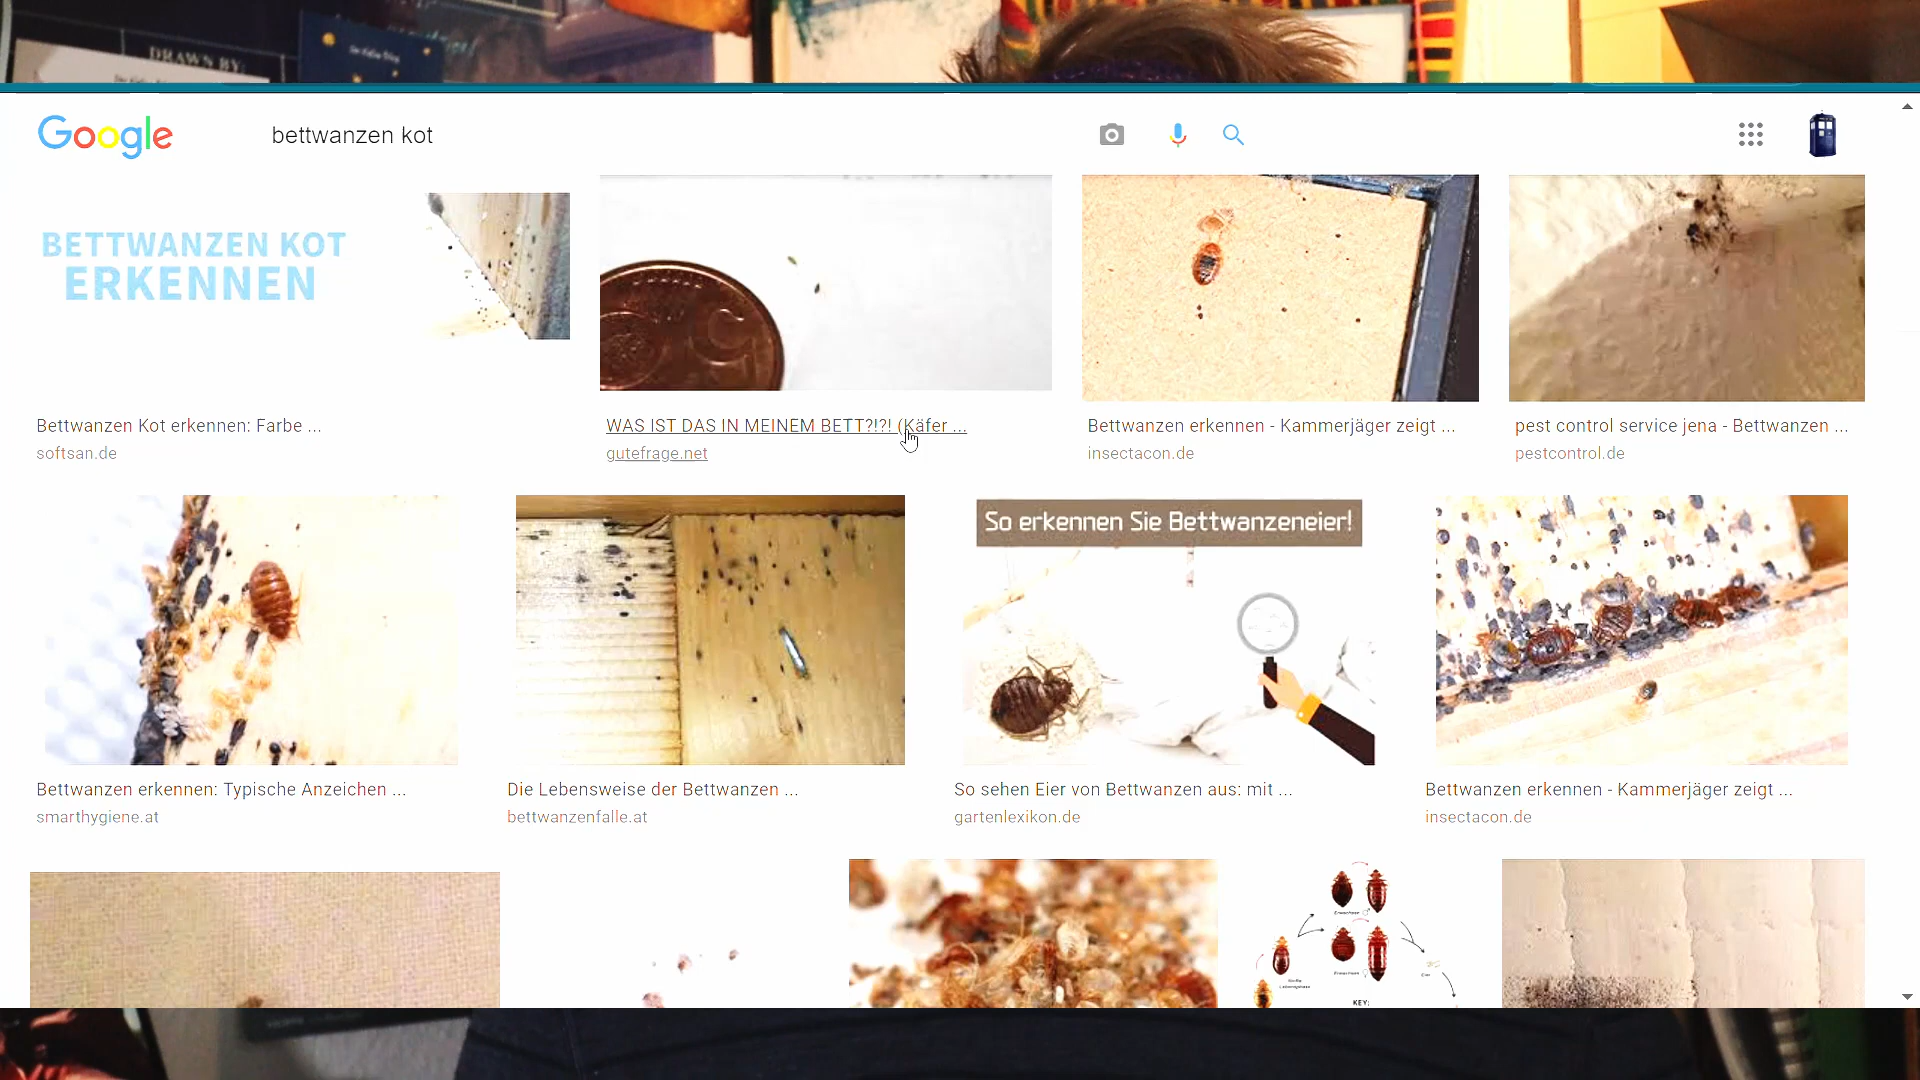 DRAWN BY:
Google
bettwanzen kot
BETTWANZEN KOT
ERKENNEN
Bettwanzen Kot erkennen: Farbe ...
softsan.de
WAS IST DAS IN MEINEM BETT?!?! (Käfer ...
gutefrage.net
Bettwanzen erkennen - Kammerjäger zeigt ...
insectacon.de
pest control service jena - Bettwanzen ...
pestcontrol.de
So erkennen Sie Bettwanzeneier!
Bettwanzen erkennen: Typische Anzeichen ...
smarthygiene.at
Die Lebensweise der Bettwanzen ...
bettwanzenfalle.at
So sehen Eier von Bettwanzen aus: mit ...
gartenlexikon.de
Bettwanzen erkennen - Kammerjäger zeigt ...
insectacon.de
KEY: